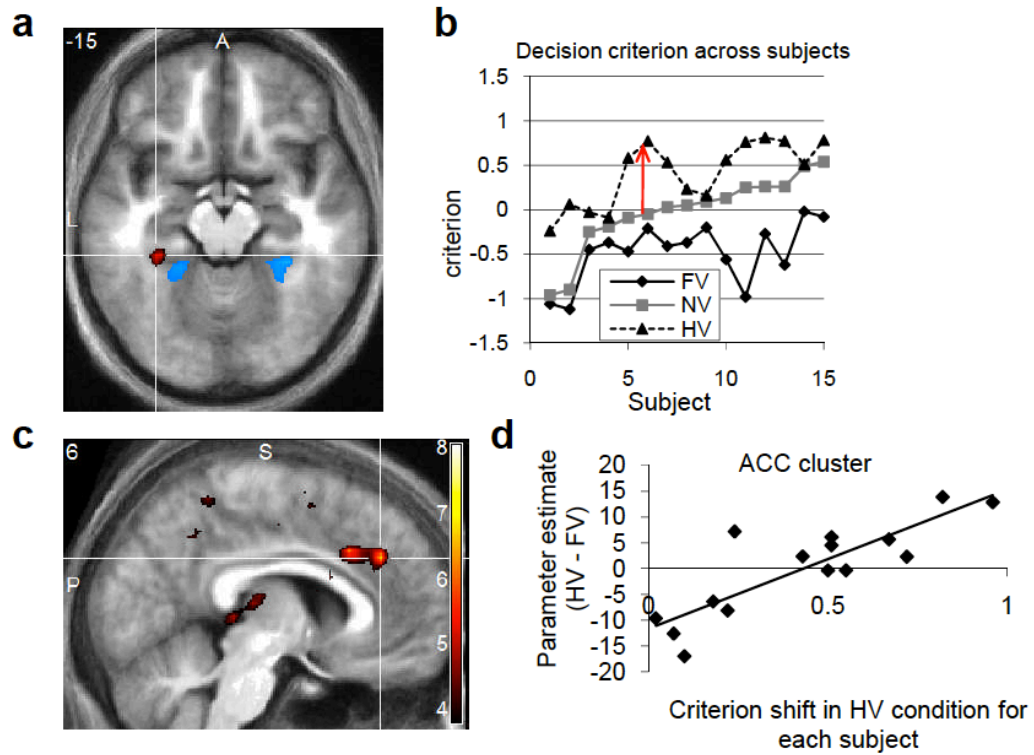 a
-15
A
L
b
Decision criterion across subjects
1.5
1
0.5
0
-0.5
-1
-1.5
criterion
FV
NV
HV
0 5 10 15
Subject
c
6
S
P
8
7
6
5
4
d
ACC cluster
20
15
10
5
0
-5
-10
-15
-20
Parameter estimate
(HV - FV)
0 0.5 1
Criterion shift in HV condition for
each subject